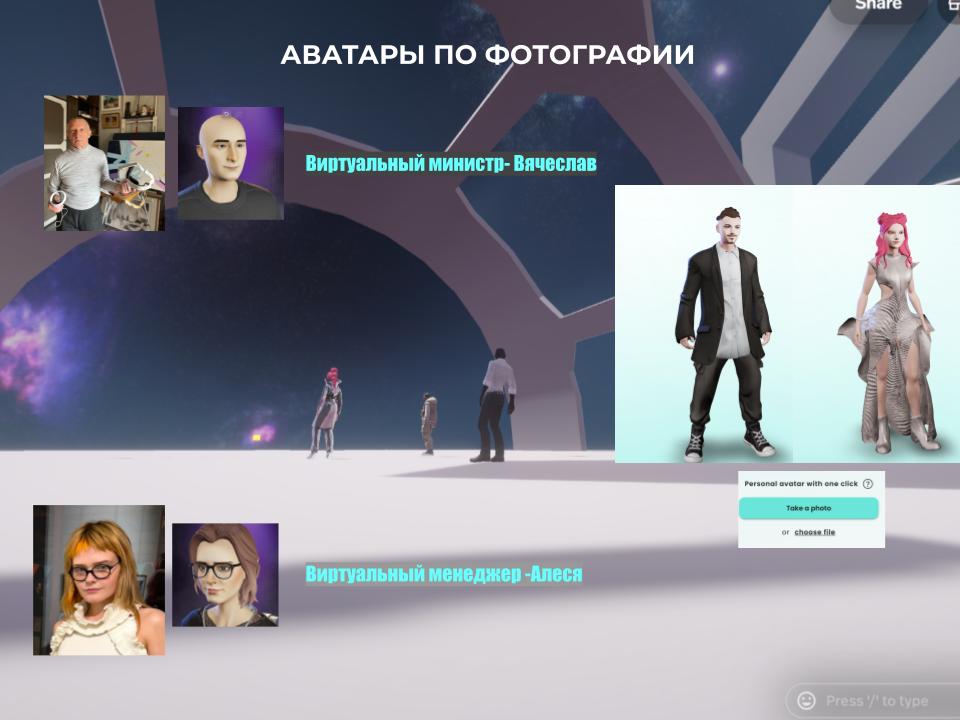 Share
АВАТАРЫ ПО ФОТОГРАФИИ
Виртуальный министр- Вячеслав
Personal avatar with one click ?
Take a photo
or choose file
Виртуальный менеджер -Алеся
Press '/' to type